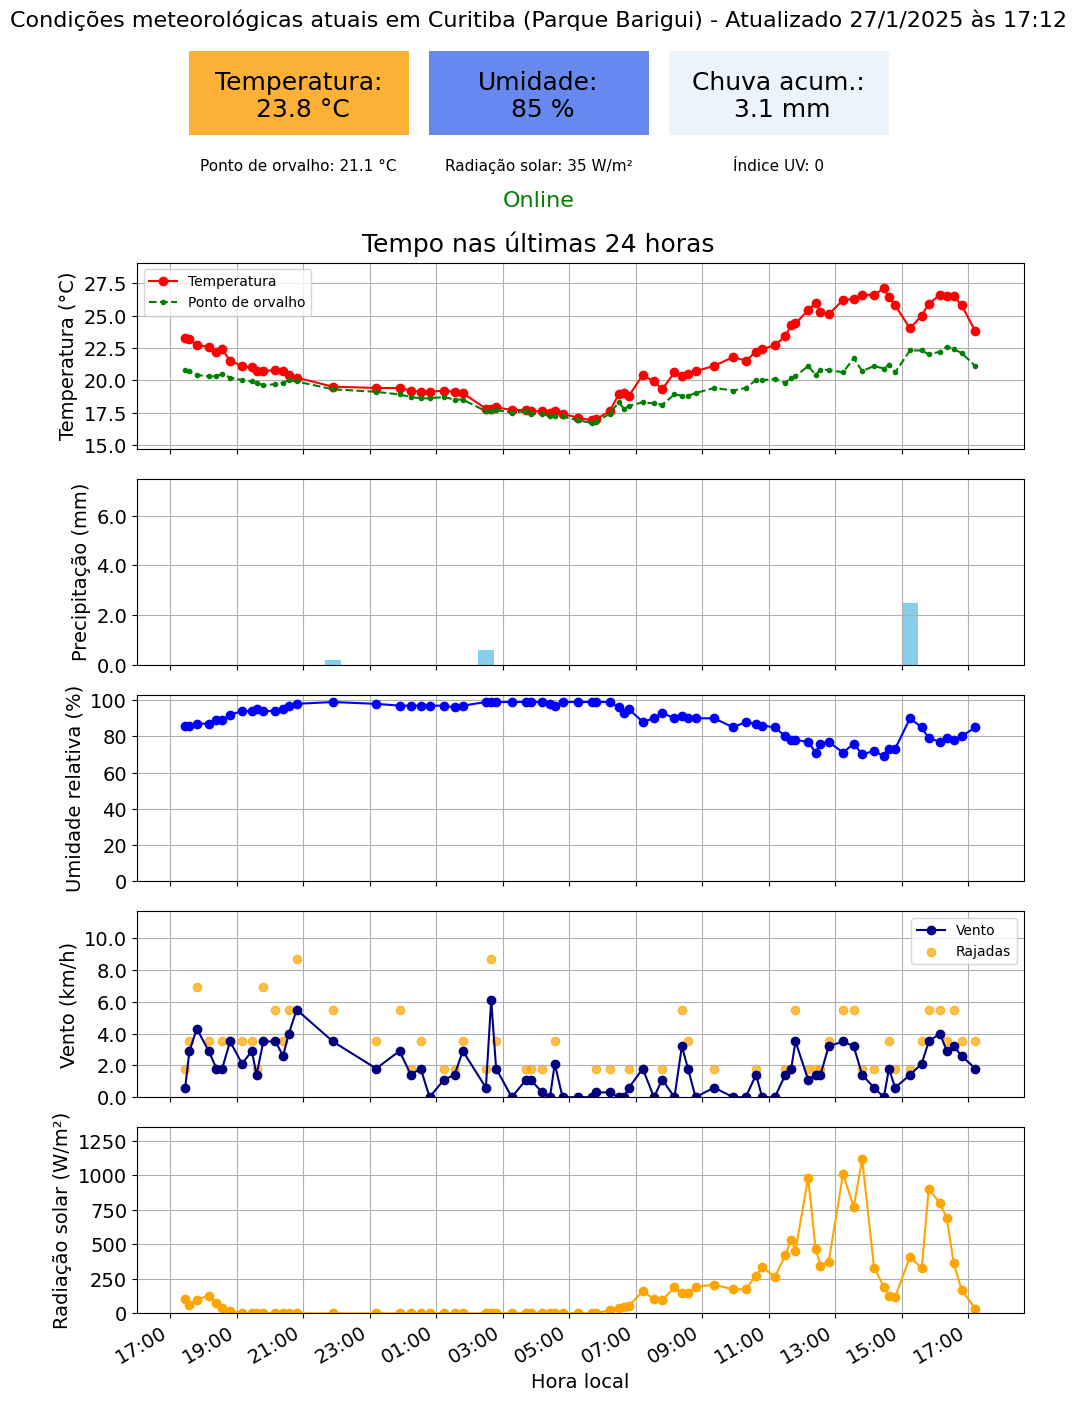 Condições meteorológicas atuais em Curitiba (Parque Barigui) - Atualizado 27/1/2025 às 17:12
Temperatura:
23.8 °C
Umidade:
85 %
Chuva acum.:
3.1 mm
Ponto de orvalho: 21.1 °C
Radiação solar: 35 W/m²
Índice UV: 0
Online
Tempo nas últimas 24 horas
Temperatura (°C)
27.5
25.0
22.5
20.0
17.5
15.0
Temperatura
Ponto de orvalho
Precipitação (mm)
6.0
4.0
2.0
0.0
Umidade relativa (%)
100
80
60
40
20
0
Vento (km/h)
10.0
8.0
6.0
4.0
2.0
0.0
Vento
Rajadas
Radiação solar (W/m²)
1250
1000
750
500
250
0
17:00
19:00
21:00
23:00
01:00
03:00
05:00
07:00
09:00
11:00
13:00
15:00
17:00
Hora local